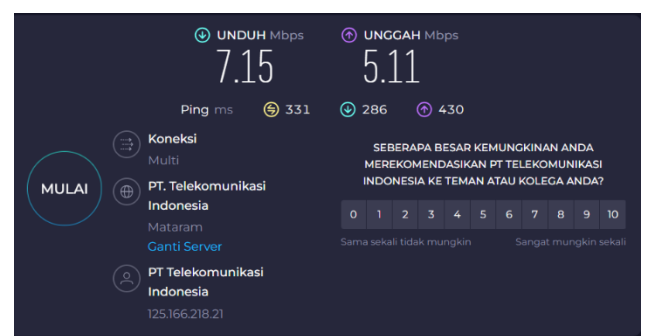 UNDUH Mbps
7.15
UNGGAH Mbps
5.11
Ping ms 331 286 430
MULAI
Koneksi
Multi
PT. Telekomunikasi
Indonesia
Mataram
Ganti Server
PT Telekomunikasi
Indonesia
125.166.218.21
SEBERAPA BESAR KEMUNGKINAN ANDA
MEREKOMENDASIKAN PT TELEKOMUNIKASI
INDONESIA KE TEMAN ATAU KOLEGA ANDA?
0 1 2 3 4 5 6 7 8 9 10
Sama sekali tidak mungkin Sangat mungkin sekali